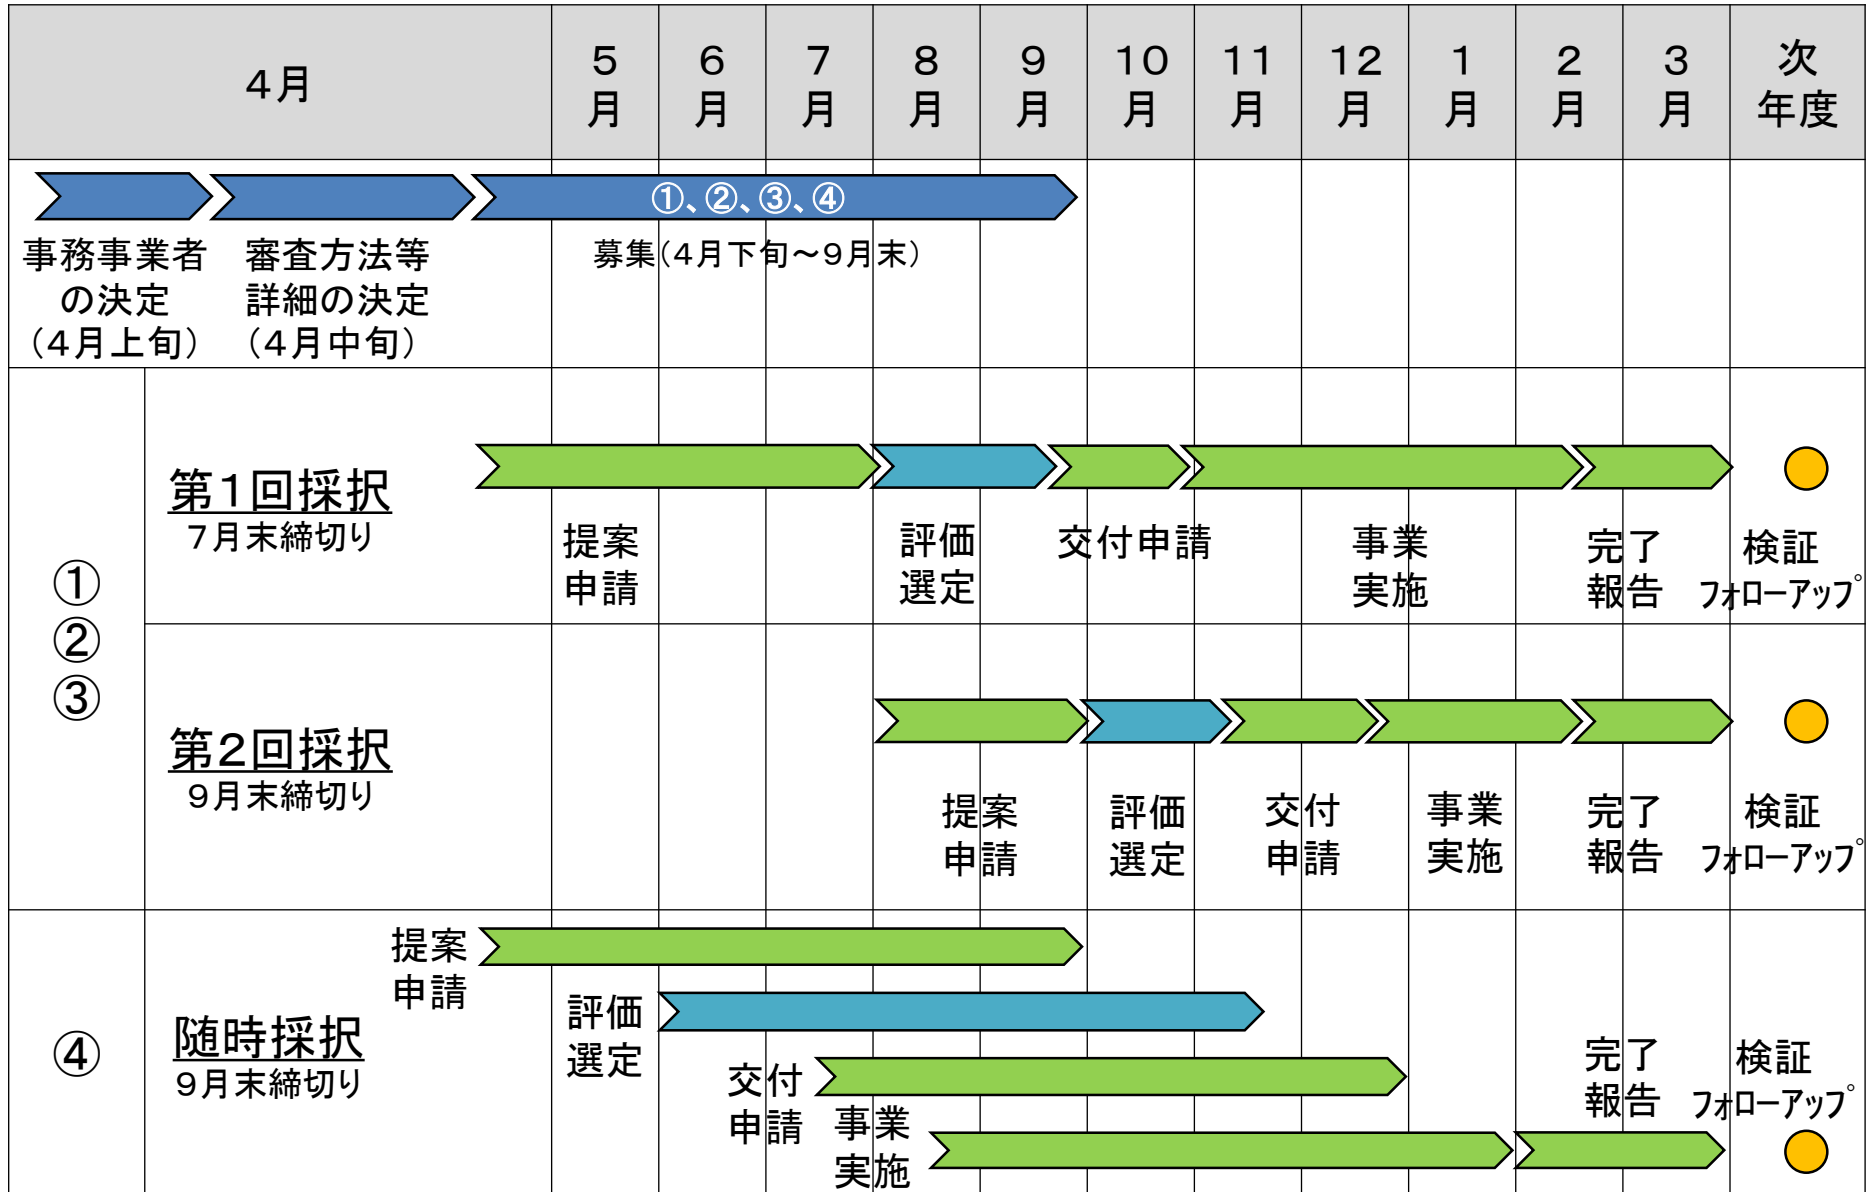 4月
5
月
6
月
7
月
8
月
9
月
10
月
11
月
12
月
1
月
2
月
3
月
次
年度
①、②、③、④
事務事業者
の決定
(4月上旬)
審査方法等
詳細の決定
(4月中旬)
募集(4月下旬～9月末)
①
②
③
第1回採択
7月末締切り
提案
申請
評価
選定
交付申請
事業
実施
完了
報告
検証
フォローアップ
第2回採択
9月末締切り
提案
申請
評価
選定
交付
申請
事業
実施
完了
報告
検証
フォローアップ
④
随時採択
9月末締切り
提案
申請
評価
選定
交付
申請
事業
実施
完了
報告
検証
フォローアップ